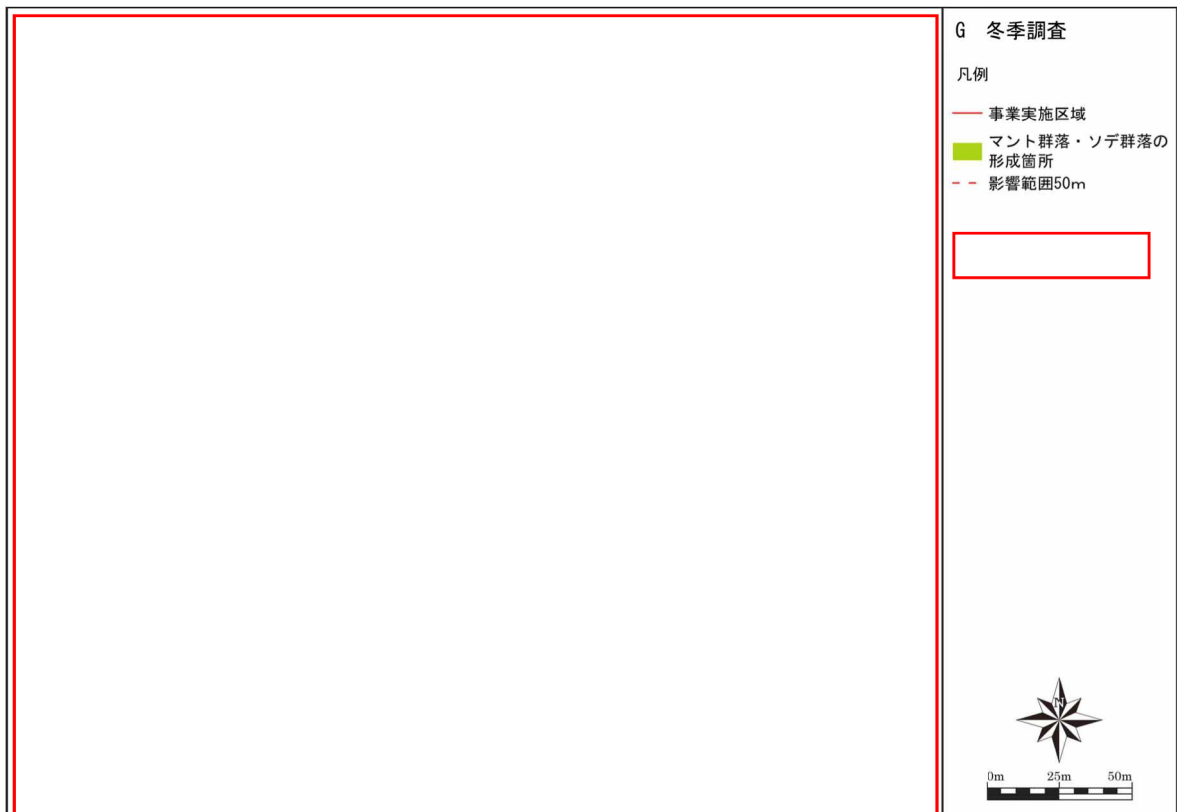 G 冬季調査
凡例
事業実施区域
マント群落・ソデ群落の
形成箇所
影響範囲50m
N
0m 25m 50m